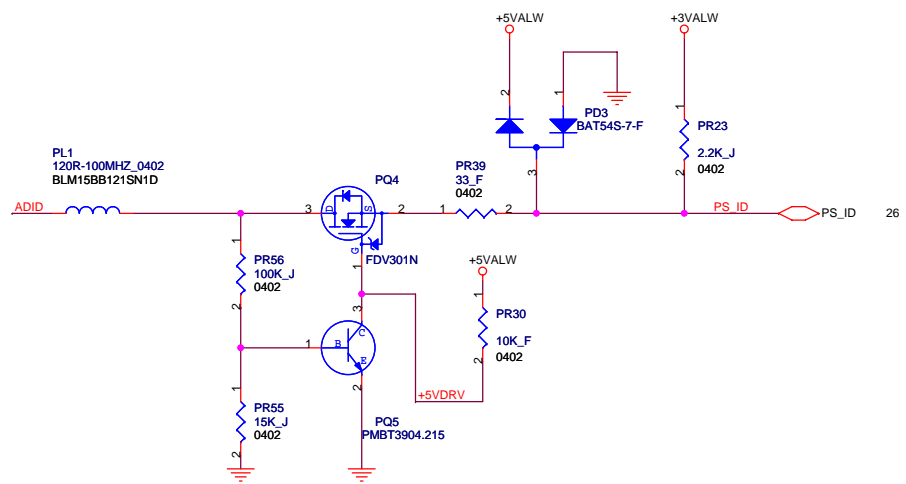 +5VALW
+3VALW
2
1
1
PD3
BAT54S-7-F
PR23
2.2K_J
0402
2
3
PL1
120R-100MHZ_0402
BLM15BB121SN1D
PR39
33_F
0402
PQ4
ADID
3
D
S
2
1
2
PS_ID
PS_ID
26
G
FDV301N
1
1
PR56
100K_J
0402
2
+5VALW
1
PR30
10K_F
0402
2
3
C
1
B
E
2
+5VDRV
1
PR55
15K_J
0402
2
PQ5
PMBT3904.215